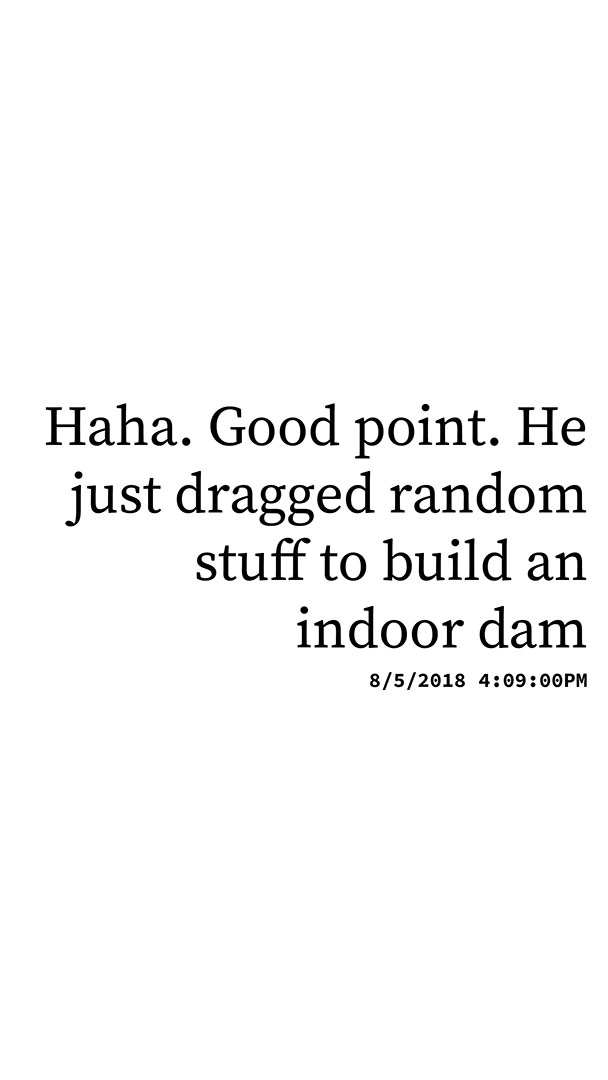 Haha. Good point. He
just dragged random
stuff to build an
indoor dam
8/5/2018 4:09:00PM